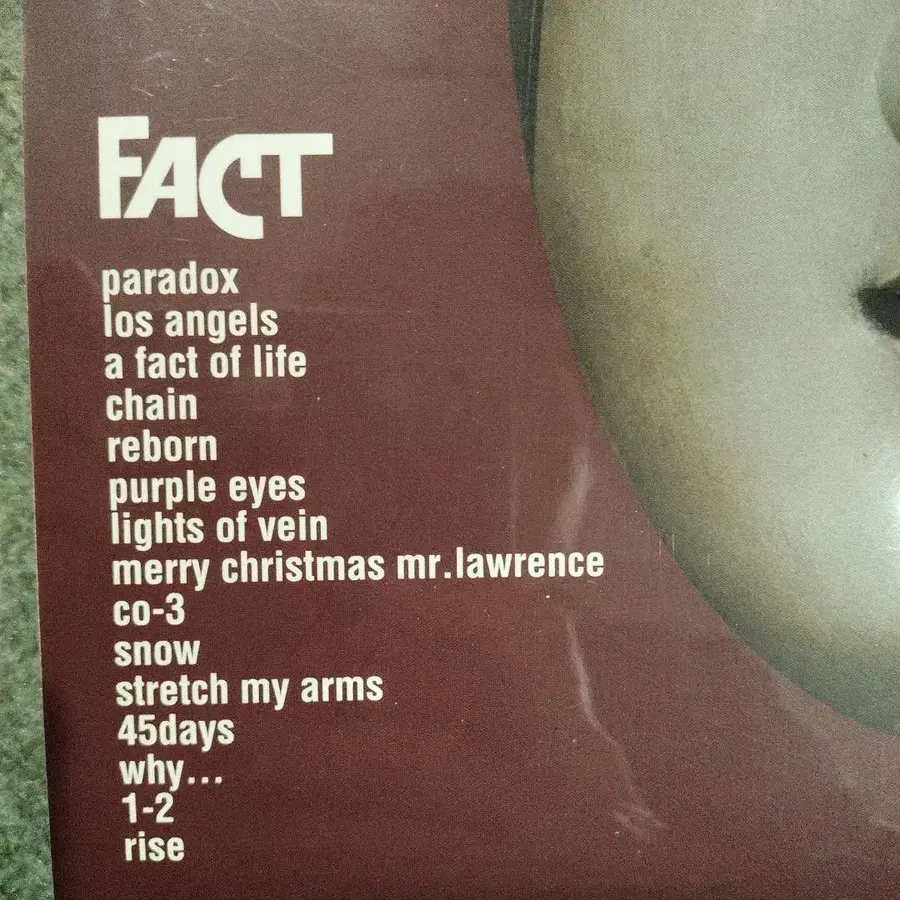 FACT
paradox
los angels
a fact of life
chain
reborn
purple eyes
lights of vein
merry christmas mr.lawrence
co-3
snow
stretch my arms
45days
why...
1-2
rise